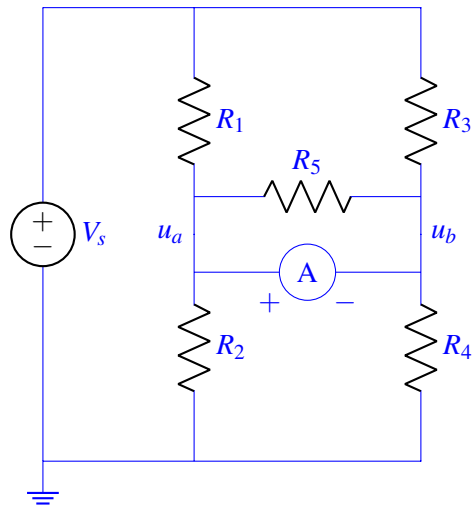 R1 R3
R5
+ − Vs ua ub
A
+ −
R2 R4